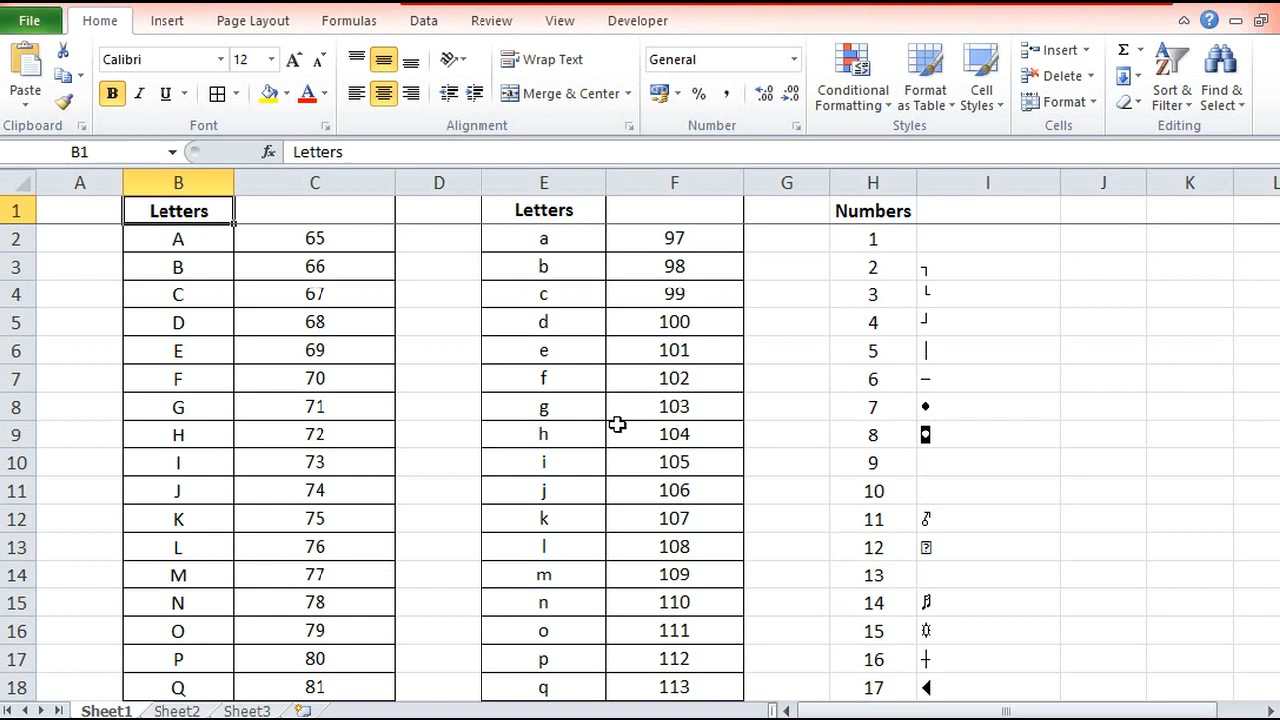 File Home Insert Page Layout Formulas Data Review View Developer
Calibri 12 Wrap Text General Insert
Paste B I U Merge & Center % , Conditional Formatting Format as Table Cell Styles Delete Format Σ Sort & Filter Find & Select
Clipboard Font Alignment Number Styles Cells Editing
B1 fx Letters
A B C D E F G H I J K L
1 Letters Letters Numbers
2 A 65 a 97 1
3 B 66 b 98 2 ┐
4 C 67 c 99 3 └
5 D 68 d 100 4 ┘
6 E 69 e 101 5 │
7 F 70 f 102 6 ─
8 G 71 g 103 7 •
9 H 72 h 104 8 ◘
10 I 73 i 105 9
11 J 74 j 106 10
12 K 75 k 107 11 ♂
13 L 76 l 108 12
14 M 77 m 109 13
15 N 78 n 110 14 ♫
16 O 79 o 111 15 ☼
17 P 80 p 112 16 ┼
18 Q 81 q 113 17 ◄
Sheet1 Sheet2 Sheet3